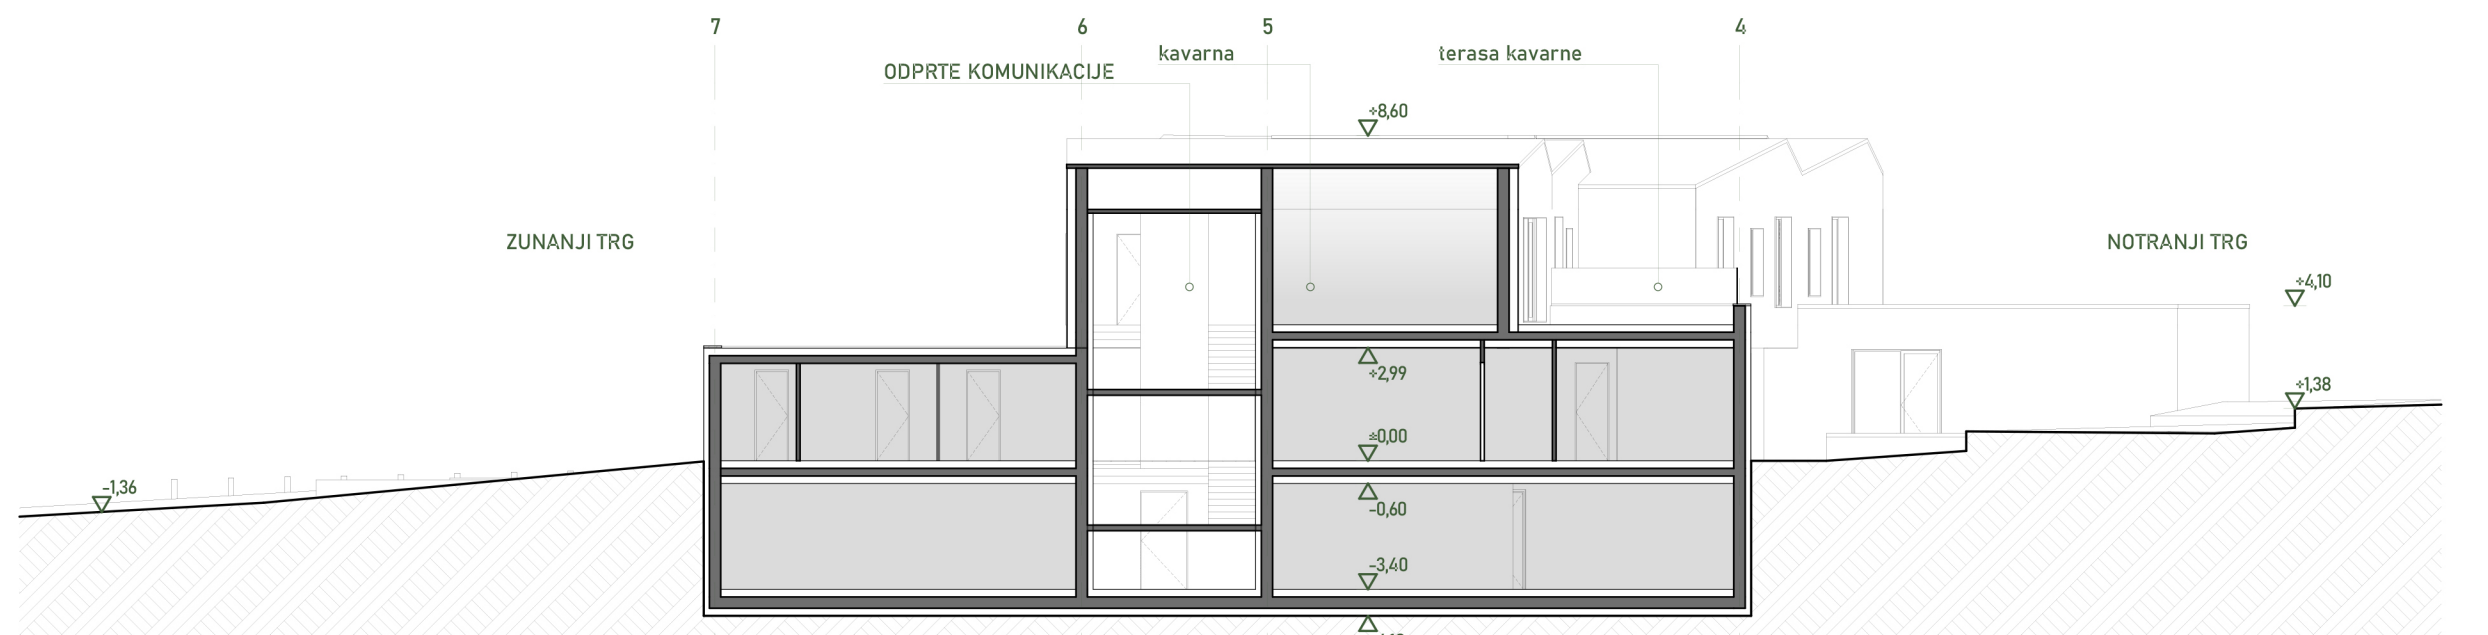 7
6
5
4
kavarna
terasa kavarne
ODPRTE KOMUNIKACIJE
+8,60
ZUNANJI TRG
NOTRANJI TRG
+4,10
+2,99
+1,38
±0,00
-1,36
-0,60
-3,40